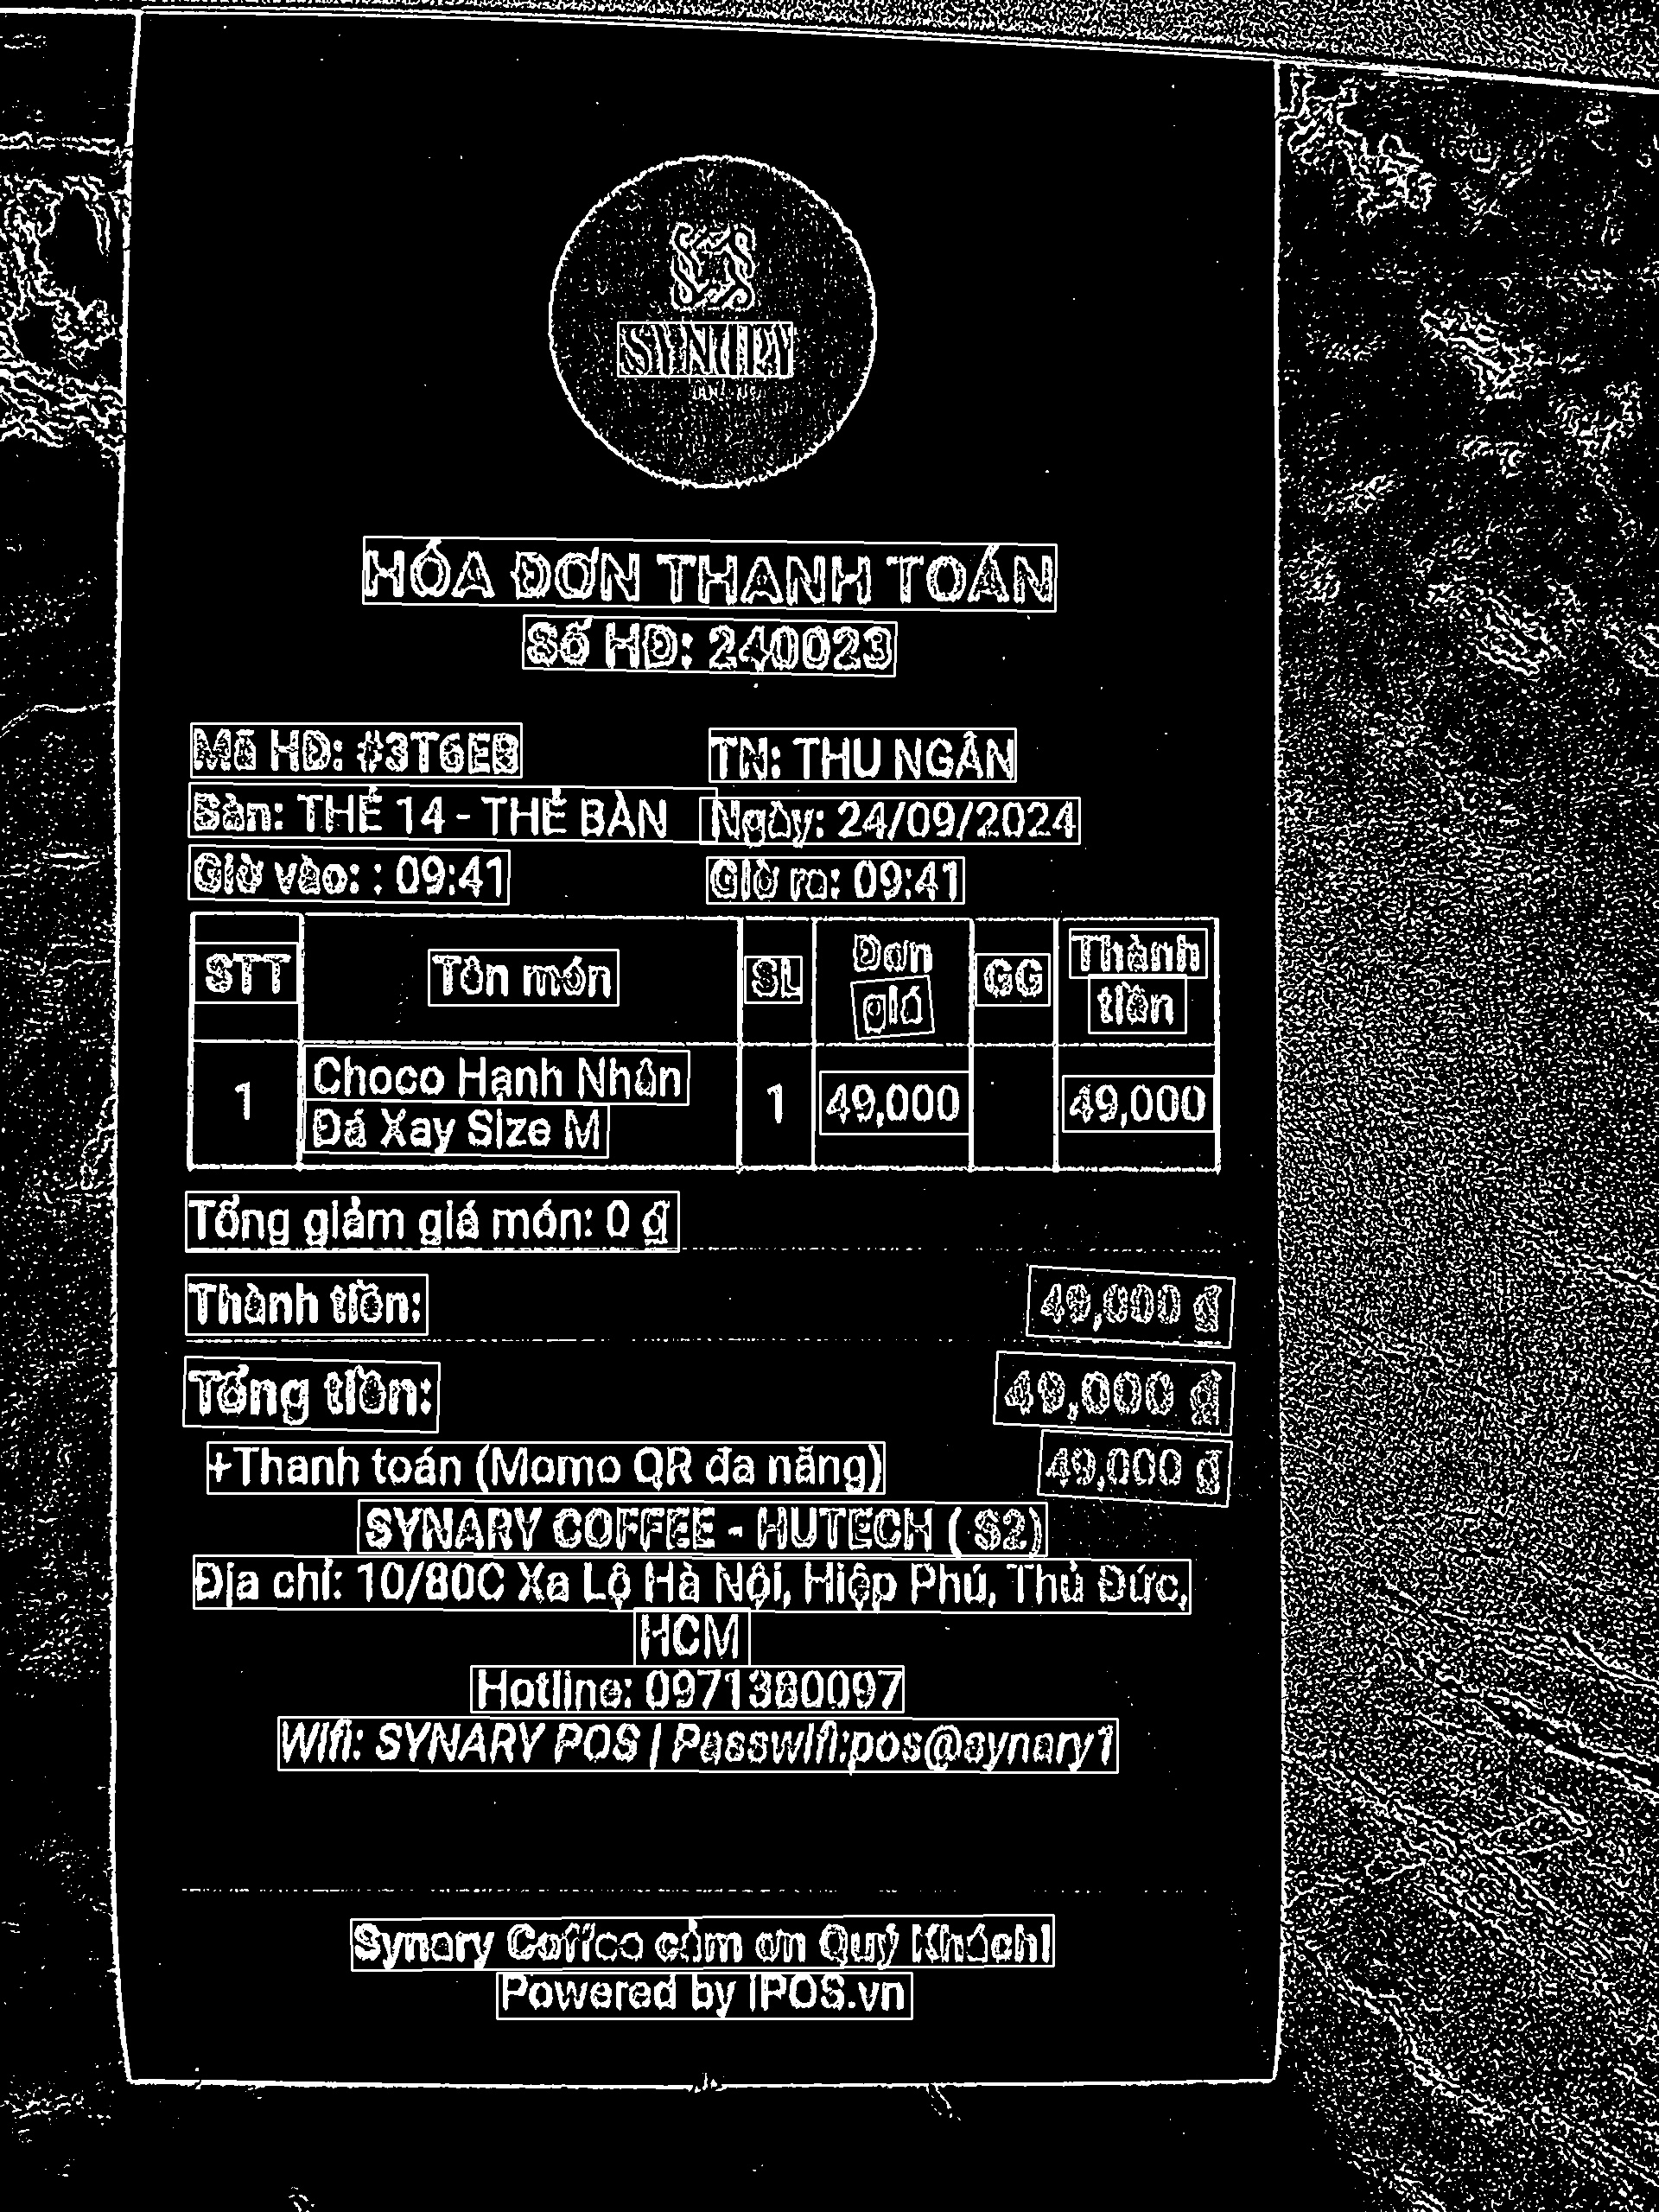 SYNARY
HÓA ĐƠN THANH TOÁN
Số HĐ: 240023
Mã HĐ: #3T6EB TN: THU NGÂN
Bàn: THẺ 14 - THẺ BÀN Ngày: 24/09/2024
Giờ vào: : 09:41 Giờ ra: 09:41
STT Tên món SL Đơn giá GG Thành tiền
1 Choco Hạnh Nhân Đá Xay Size M 1 49,000 49,000
Tổng giảm giá món: 0 ₫
Thành tiền: 49,000 ₫
Tổng tiền: 49,000 ₫
+Thanh toán (Momo QR đa năng) 49,000 ₫
SYNARY COFFEE - HUTECH ( S2)
Địa chỉ: 10/80C Xa Lộ Hà Nội, Hiệp Phú, Thủ Đức,
HCM
Hotline: 0971380097
Wifi: SYNARY POS | Passwifi:pos@synary1
Synary Coffee cảm ơn Quý Khách!
Powered by iPOS.vn